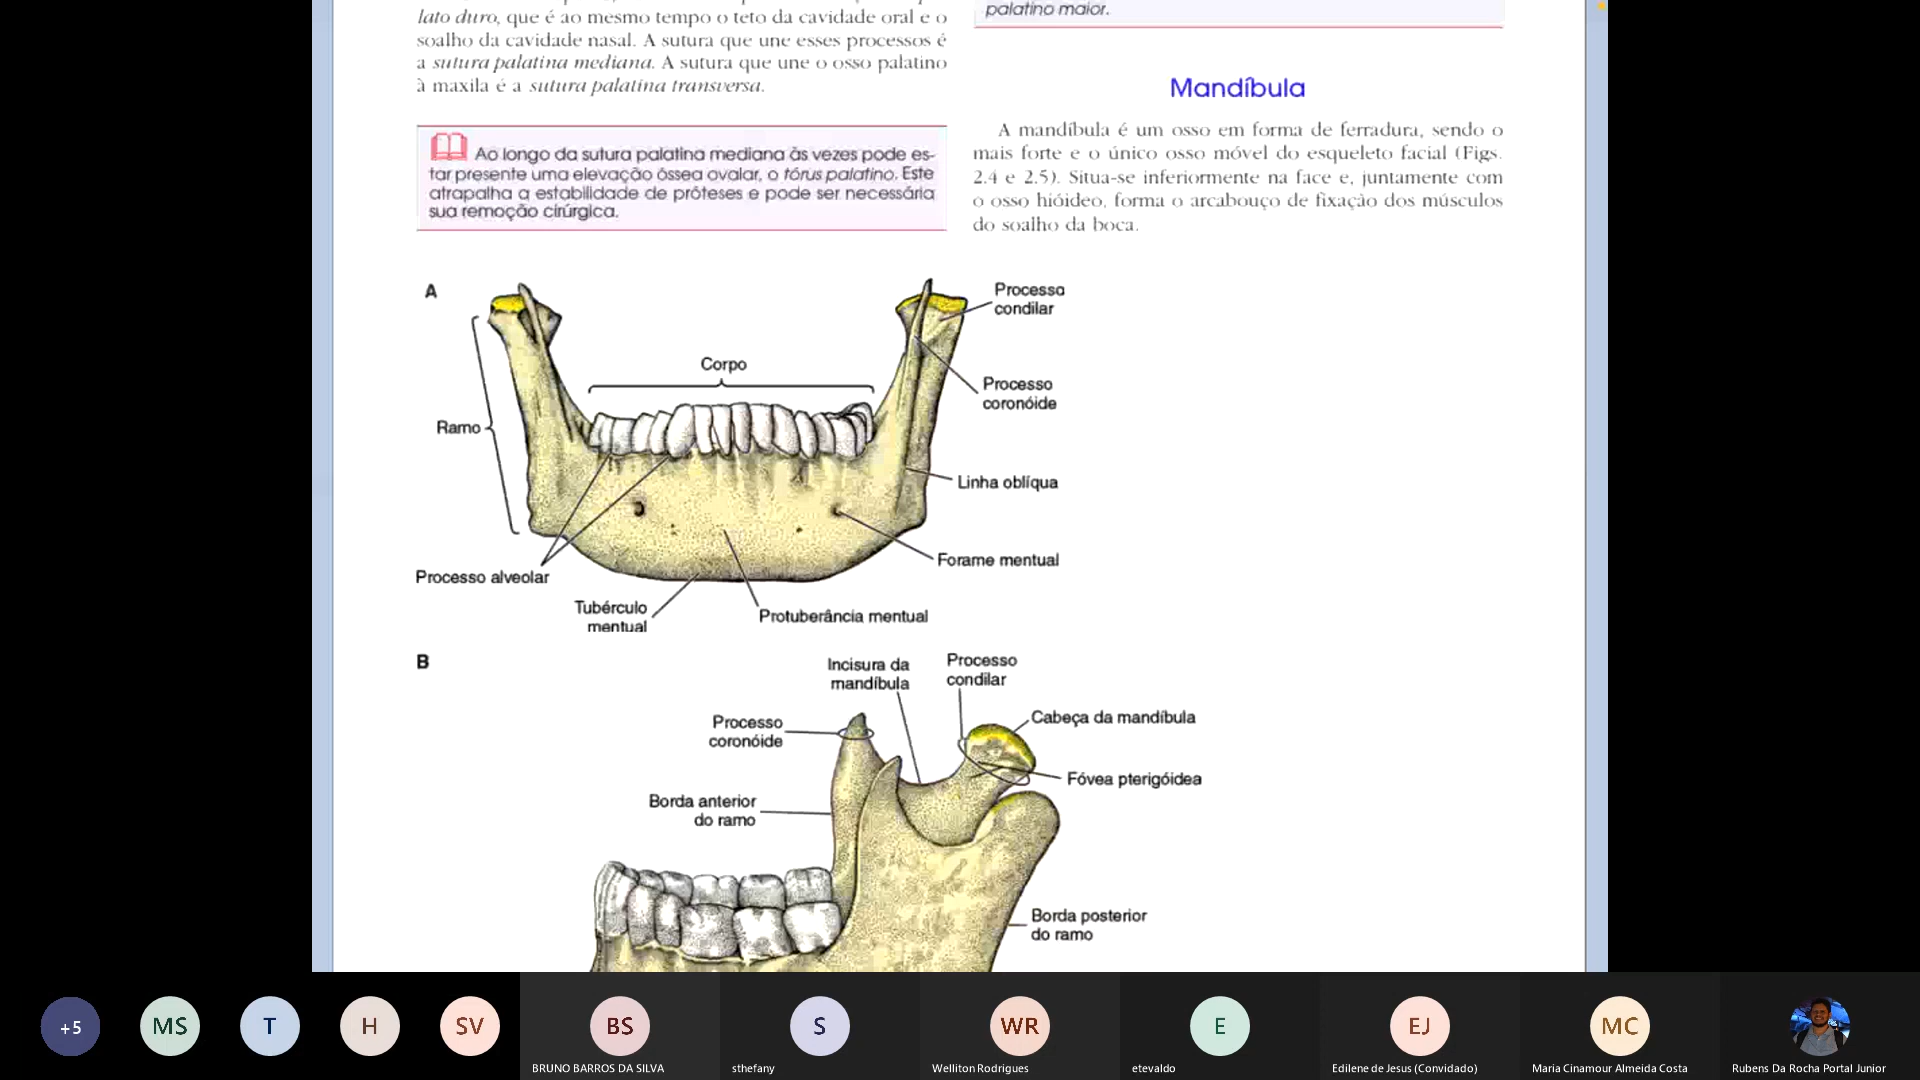 lato duro, que é ao mesmo tempo o teto da cavidade oral e o
soalho da cavidade nasal. A sutura que une esses processos é
a sutura palatina mediana. A sutura que une o osso palatino
à maxila é a sutura palatina transversa.
Ao longo da sutura palatina mediana às vezes pode es-
tar presente uma elevação óssea ovalar, o tórus palatino. Este
atrapalha a estabilidade de próteses e pode ser necessária
sua remoção cirúrgica.
palatino maior.
Mandíbula
A mandíbula é um osso em forma de ferradura, sendo o
mais forte e o único osso móvel do esqueleto facial (Figs.
2.4 e 2.5). Situa-se inferiormente na face e, juntamente com
o osso hióideo, forma o arcabouço de fixação dos músculos
do soalho da boca.
A
Processo
condilar
Corpo
Processo
coronóide
Ramo
Linha oblíqua
Forame mentual
Processo alveolar
Tubérculo
mentual
Protuberância mentual
B
Incisura da
mandíbula
Processo
condilar
Processo
coronóide
Cabeça da mandíbula
Fóvea pterigóidea
Borda anterior
do ramo
Borda posterior
do ramo
+5
MS
T
H
SV
BS
BRUNO BARROS DA SILVA
S
sthefany
WR
Welliton Rodrigues
E
etevaldo
EJ
Edilene de Jesus (Convidado)
MC
Maria Cinamour Almeida Costa
Rubens Da Rocha Portal Junior